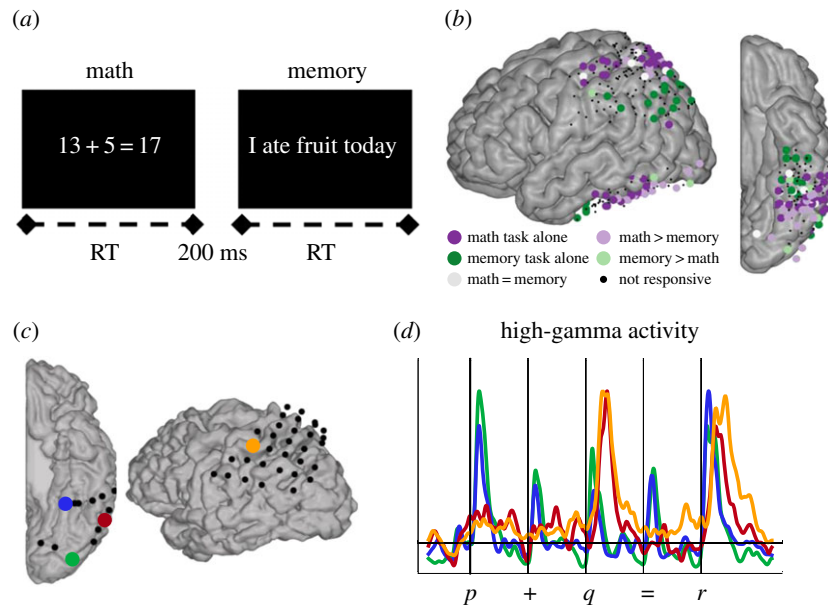 (a)
math
memory
13 + 5 = 17
I ate fruit today
RT
200 ms
RT
(b)
math task alone
math > memory
memory task alone
memory > math
math = memory
not responsive
(c)
(d)
high-gamma activity
p + q = r